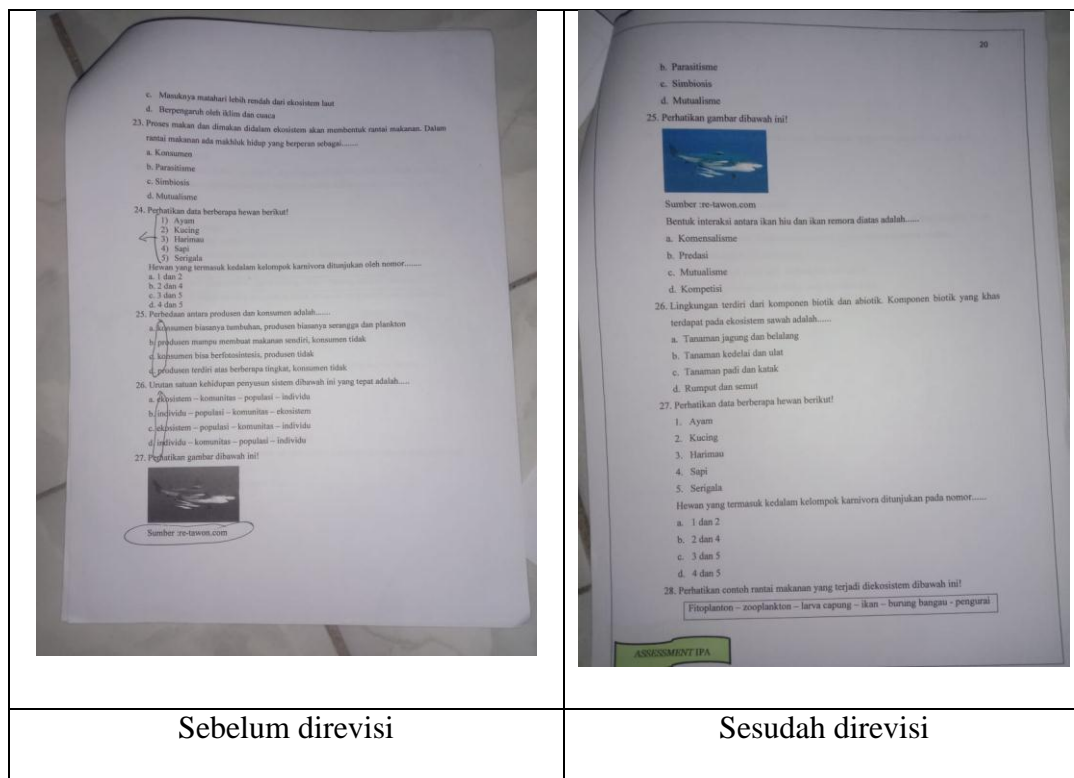 c. Masuknya matahari lebih rendah dari ekosistem laut
d. Berpengaruh oleh iklim dan cuaca
23. Proses makan dan dimakan didalam ekosistem akan membentuk rantai makanan. Dalam
rantai makanan ada makhluk hidup yang berperan sebagai.......
a. Konsumen
b. Parasitisme
c. Simbiosis
d. Mutualisme
24. Perhatikan data berberapa hewan berikut!
1) Ayam
2) Kucing
3) Harimau
4) Sapi
5) Serigala
Hewan yang termasuk kedalam kelompok karnivora ditunjukan oleh nomor.......
a. 1 dan 2
b. 2 dan 4
c. 3 dan 5
d. 4 dan 5
25. Perbedaan antara produsen dan konsumen adalah......
a. konsumen biasanya tumbuhan, produsen biasanya serangga dan plankton
b. produsen mampu membuat makanan sendiri, konsumen tidak
c. konsumen bisa berfotosintesis, produsen tidak
d. produsen terdiri atas berberapa tingkat, konsumen tidak
26. Urutan satuan kehidupan penyusun sistem dibawah ini yang tepat adalah.....
a. ekosistem – komunitas – populasi – individu
b. individu – populasi – komunitas – ekosistem
c. ekosistem – populasi – komunitas – individu
d. individu – komunitas – populasi – individu
27. Perhatikan gambar dibawah ini!
Sumber :re-tawon.com
20
b. Parasitisme
c. Simbiosis
d. Mutualisme
25. Perhatikan gambar dibawah ini!
Sumber :re-tawon.com
Bentuk interaksi antara ikan hiu dan ikan remora diatas adalah......
a. Komensalisme
b. Predasi
c. Mutualisme
d. Kompetisi
26. Lingkungan terdiri dari komponen biotik dan abiotik. Komponen biotik yang khas
terdapat pada ekosistem sawah adalah......
a. Tanaman jagung dan belalang
b. Tanaman kedelai dan ulat
c. Tanaman padi dan katak
d. Rumput dan semut
27. Perhatikan data berberapa hewan berikut!
1. Ayam
2. Kucing
3. Harimau
4. Sapi
5. Serigala
Hewan yang termasuk kedalam kelompok karnivora ditunjukan pada nomor......
a. 1 dan 2
b. 2 dan 4
c. 3 dan 5
d. 4 dan 5
28. Perhatikan contoh rantai makanan yang terjadi diekosistem dibawah ini!
Fitoplanton – zooplankton – larva capung – ikan – burung bangau - pengurai
ASSESSMENT IPA
Sebelum direvisi
Sesudah direvisi